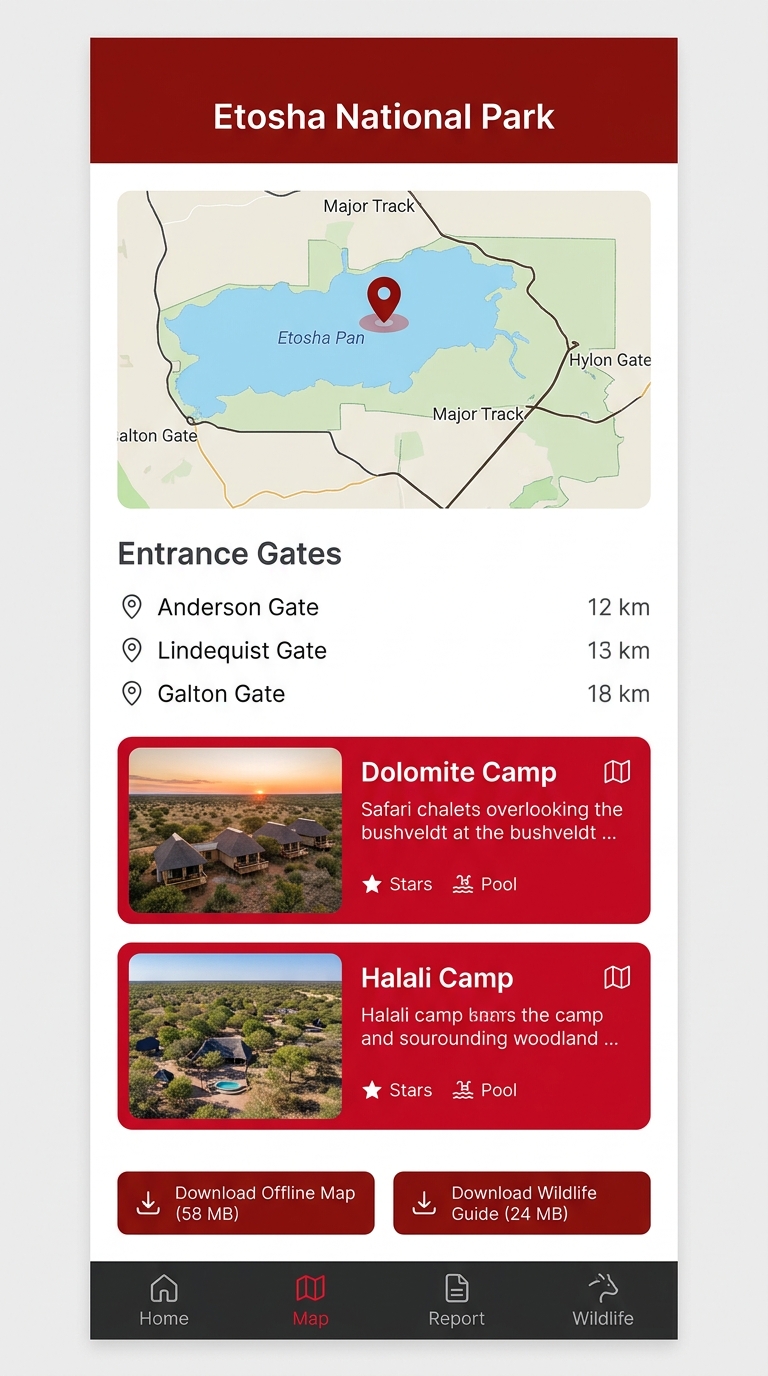 Etosha National Park
Major Track
Etosha Pan
Hylon Gate
Major Track
alton Gate
Entrance Gates
Anderson Gate 12 km
Lindequist Gate 13 km
Galton Gate 18 km
Dolomite Camp
Safari chalets overlooking the
bushveldt at the bushveldt ...
Stars Pool
Halali Camp
Halali camp the camp
and sourounding woodland ...
Stars Pool
Download Offline Map
(58 MB)
Download Wildlife
Guide (24 MB)
Home Map Report Wildlife